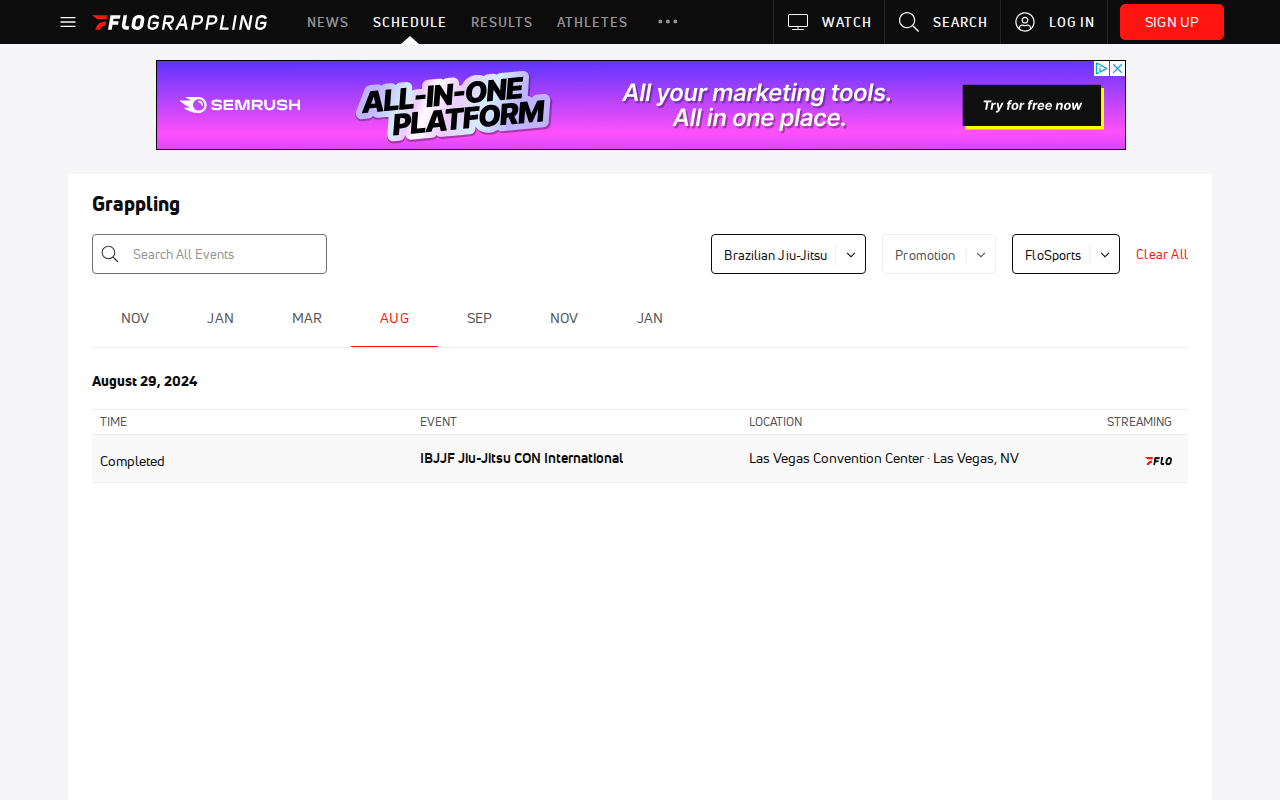 FLOGRAPPLING NEWS SCHEDULE RESULTS ATHLETES WATCH SEARCH LOG IN SIGN UP
SEMRUSH
ALL-IN-ONE
PLATFORM
All your marketing tools.
All in one place.
Try for free now
Grappling
Search All Events Brazilian Jiu-Jitsu Promotion FloSports Clear All
NOV JAN MAR AUG SEP NOV JAN
August 29, 2024
TIME EVENT LOCATION STREAMING
Completed IBJJF Jiu-Jitsu CON International Las Vegas Convention Center · Las Vegas, NV FLO